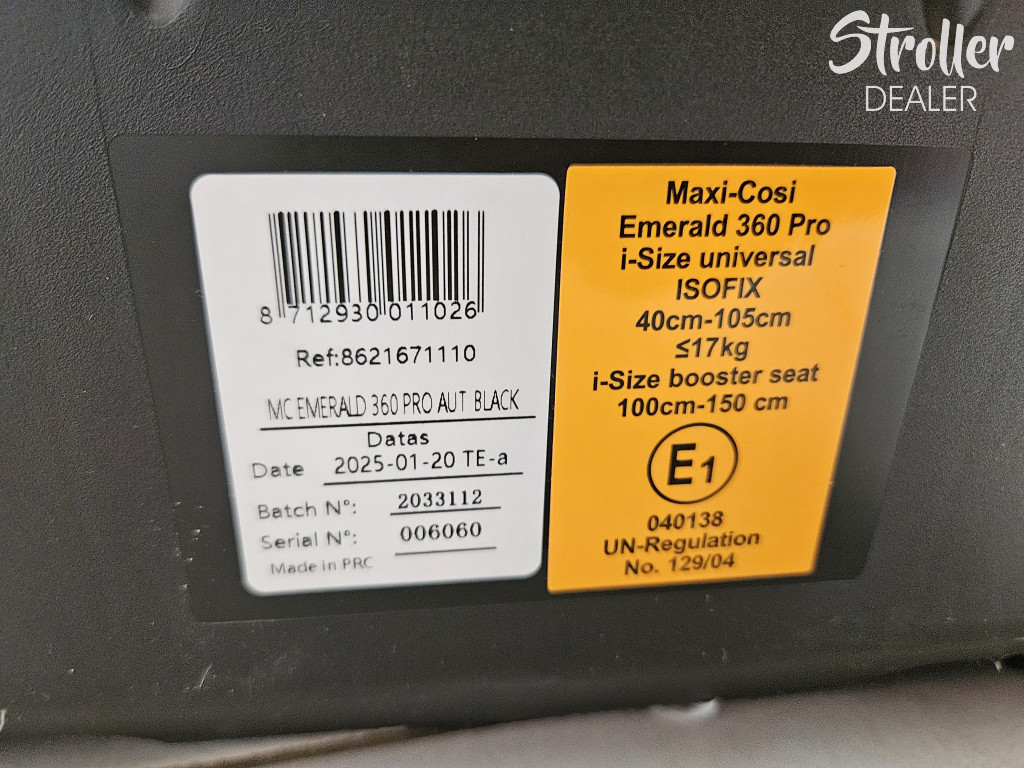 Stroller
DEALER
8 712930 011026
Ref:8621671110
MC EMERALD 360 PRO AUT BLACK
Datas
Date 2025-01-20 TE-a
Batch N°: 2033112
Serial N°: 006060
Made in PRC
Maxi-Cosi
Emerald 360 Pro
i-Size universal
ISOFIX
40cm-105cm
≤17kg
i-Size booster seat
100cm-150 cm
E1
040138
UN-Regulation
No. 129/04